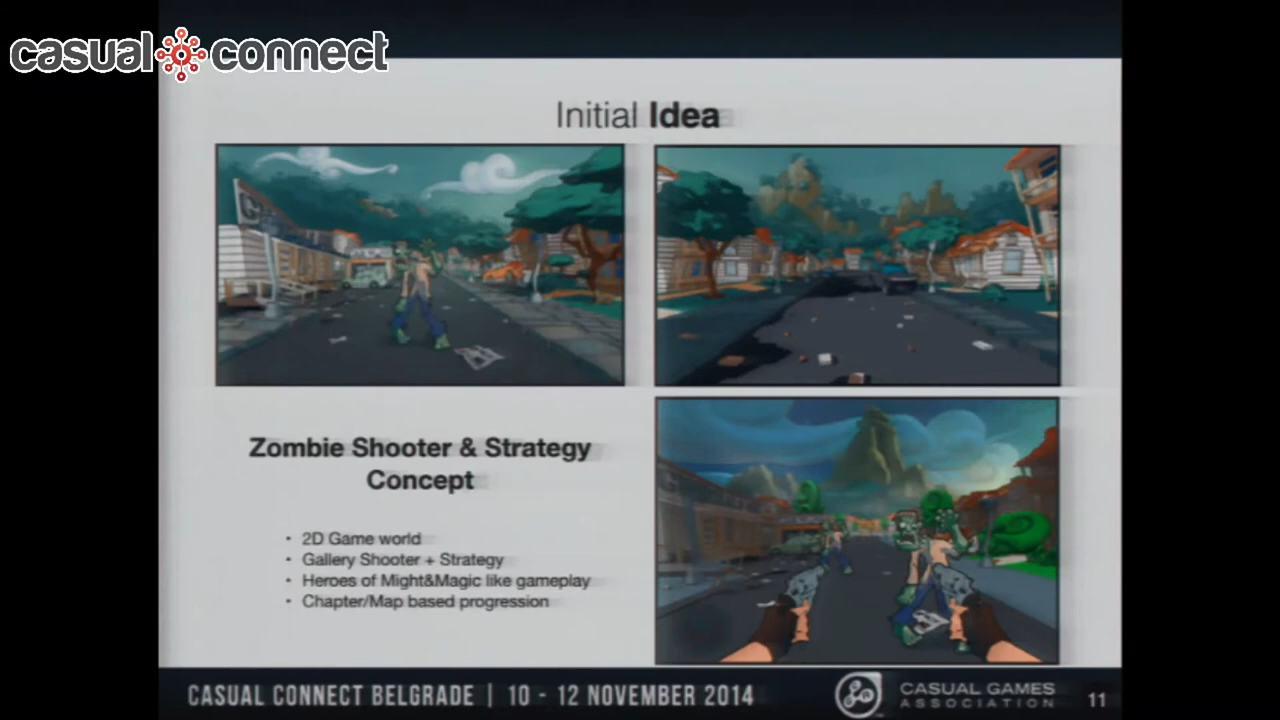 casual connect
Initial Idea
Zombie Shooter & Strategy
Concept
• 2D Game world
• Gallery Shooter + Strategy
• Heroes of Might&Magic like gameplay
• Chapter/Map based progression
CASUAL CONNECT BELGRADE | 10 - 12 NOVEMBER 2014
CASUAL GAMES
ASSOCIATION
11